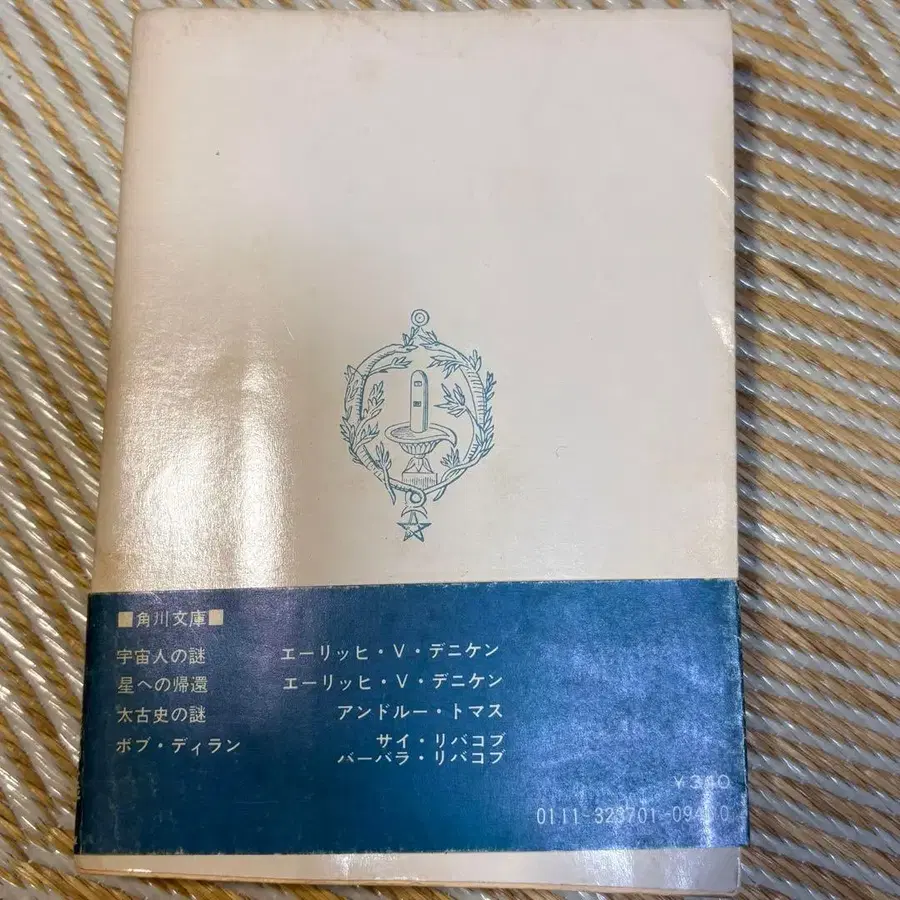 ■角川文庫■
宇宙人の謎 エーリッヒ・V・デニケン
星への帰還 エーリッヒ・V・デニケン
太古史の謎 アンドルー・トマス
ボブ・ディラン サイ・リバコブ
バーバラ・リバコブ
¥340